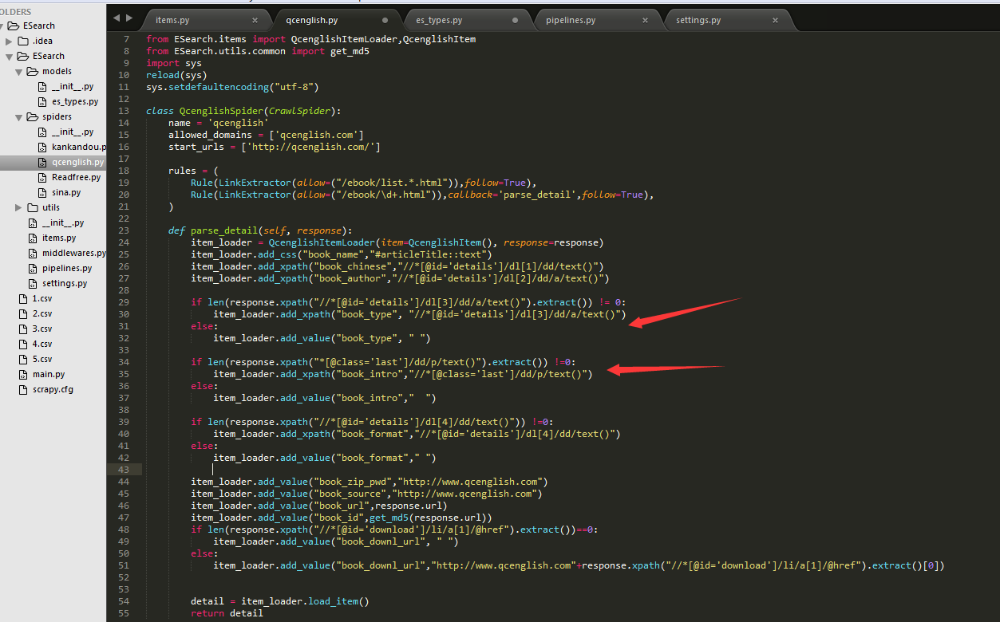 OLDERS
ESearch
.idea
ESearch
models
__init__.py
es_types.py
spiders
__init__.py
kankandou.p
qcenglish.py
Readfree.py
sina.py
utils
__init__.py
items.py
middlewares.py
pipelines.py
settings.py
1.csv
2.csv
3.csv
4.csv
5.csv
main.py
scrapy.cfg
items.py × qcenglish.py es_types.py pipelines.py × settings.py ×
7 from ESearch.items import QcenglishItemLoader,QcenglishItem
8 from ESearch.utils.common import get_md5
9 import sys
10 reload(sys)
11 sys.setdefaultencoding("utf-8")
12
13 class QcenglishSpider(CrawlSpider):
14     name = 'qcenglish'
15     allowed_domains = ['qcenglish.com']
16     start_urls = ['http://qcenglish.com/']
17
18     rules = (
19         Rule(LinkExtractor(allow=("/ebook/list.*.html")),follow=True),
20         Rule(LinkExtractor(allow=("/ebook/\d+.html")),callback='parse_detail',follow=True),
21     )
22
23     def parse_detail(self, response):
24         item_loader = QcenglishItemLoader(item=QcenglishItem(), response=response)
25         item_loader.add_css("book_name","#articleTitle::text")
26         item_loader.add_xpath("book_chinese","//*[@id='details']/dl[1]/dd/text()")
27         item_loader.add_xpath("book_author","//*[@id='details']/dl[2]/dd/a/text()")
28
29         if len(response.xpath("//*[@id='details']/dl[3]/dd/a/text()").extract()) != 0:
30             item_loader.add_xpath("book_type", "//*[@id='details']/dl[3]/dd/a/text()")
31         else:
32             item_loader.add_value("book_type", " ")
33
34         if len(response.xpath("*[@class='last']/dd/p/text()").extract()) !=0:
35             item_loader.add_xpath("book_intro","//*[@class='last']/dd/p/text()")
36         else:
37             item_loader.add_value("book_intro","  ")
38
39         if len(response.xpath("//*[@id='details']/dl[4]/dd/text()")) !=0:
40             item_loader.add_xpath("book_format","//*[@id='details']/dl[4]/dd/text()")
41         else:
42             item_loader.add_value("book_format"," ")
43
44         item_loader.add_value("book_zip_pwd","http://www.qcenglish.com")
45         item_loader.add_value("book_source","http://www.qcenglish.com")
46         item_loader.add_value("book_url",response.url)
47         item_loader.add_value("book_id",get_md5(response.url))
48         if len(response.xpath("//*[@id='download']/li/a[1]/@href").extract())==0:
49             item_loader.add_value("book_downl_url", " ")
50         else:
51             item_loader.add_value("book_downl_url","http://www.qcenglish.com"+response.xpath("//*[@id='download']/li/a[1]/@href").extract()[0])
52
53
54         detail = item_loader.load_item()
55         return detail